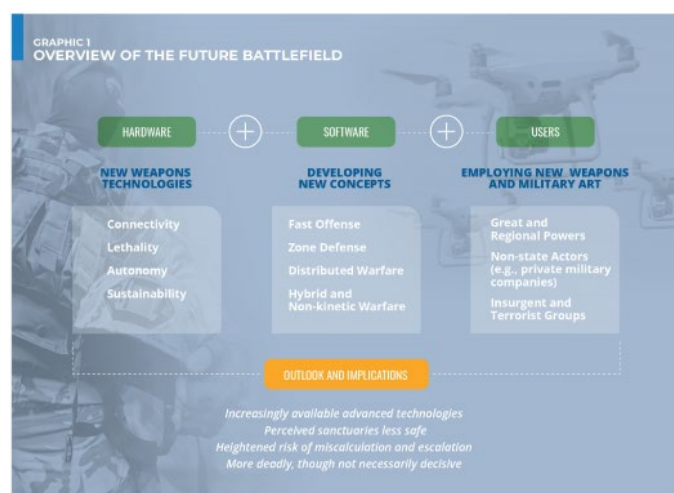 GRAPHIC 1
OVERVIEW OF THE FUTURE BATTLEFIELD
HARDWARE
SOFTWARE
USERS
NEW WEAPONS
TECHNOLOGIES
DEVELOPING
NEW CONCEPTS
EMPLOYING NEW WEAPONS
AND MILITARY ART
Connectivity
Lethality
Autonomy
Sustainability
Fast Offense
Zone Defense
Distributed Warfare
Hybrid and
Non-kinetic Warfare
Great and
Regional Powers
Non-state Actors
(e.g., private military
companies)
Insurgent and
Terrorist Groups
OUTLOOK AND IMPLICATIONS
Increasingly available advanced technologies
Perceived sanctuaries less safe
Heightened risk of miscalculation and escalation
More deadly, though not necessarily decisive